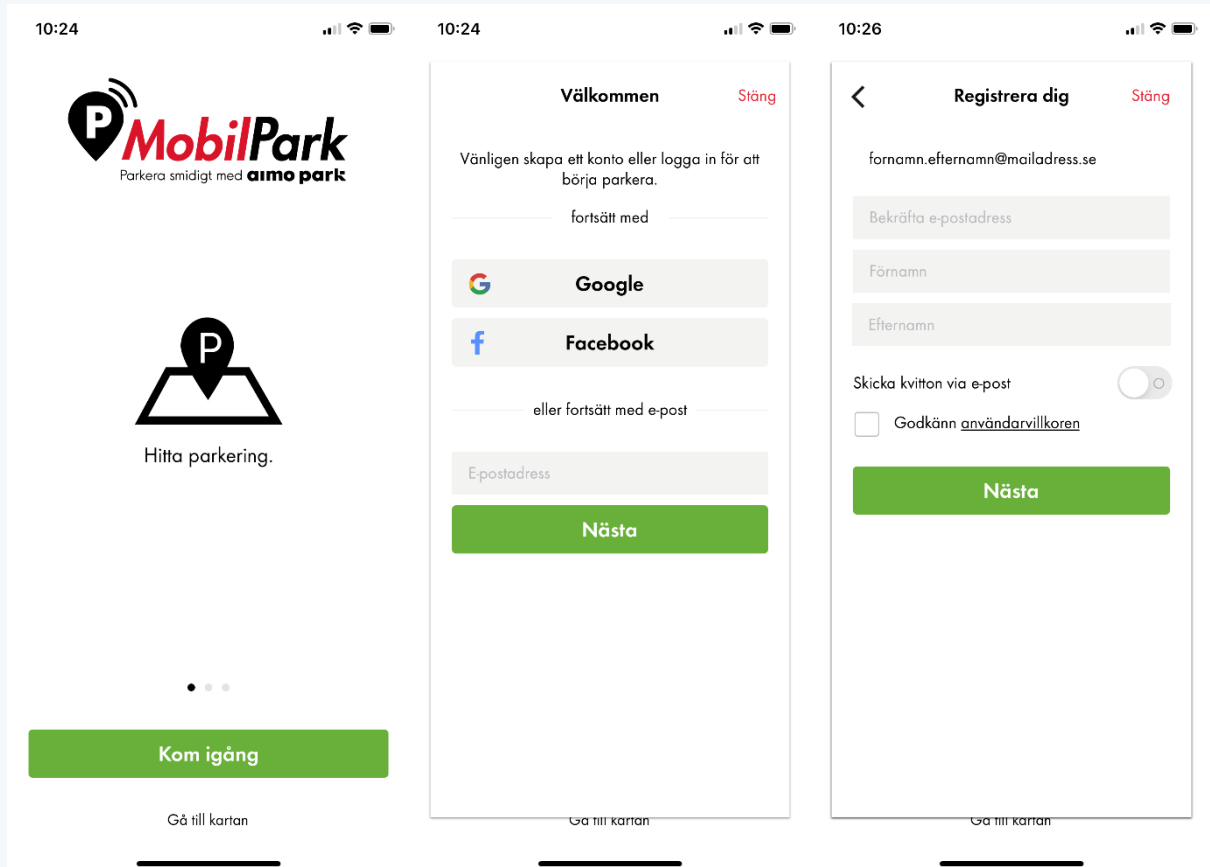 10:24
P
MobilPark
Parkera smidigt med aimo park
P
Hitta parkering.
Kom igång
Gå till kartan
10:24
Välkommen
Stäng
Vänligen skapa ett konto eller logga in för att
börja parkera.
fortsätt med
Google
Facebook
eller fortsätt med e-post
E-postadress
Nästa
Gå till kartan
10:26
Registrera dig
Stäng
fornamn.efternamn@mailadress.se
Bekräfta e-postadress
Förnamn
Efternamn
Skicka kvitton via e-post
Godkänn användarvillkoren
Nästa
Gå till kartan